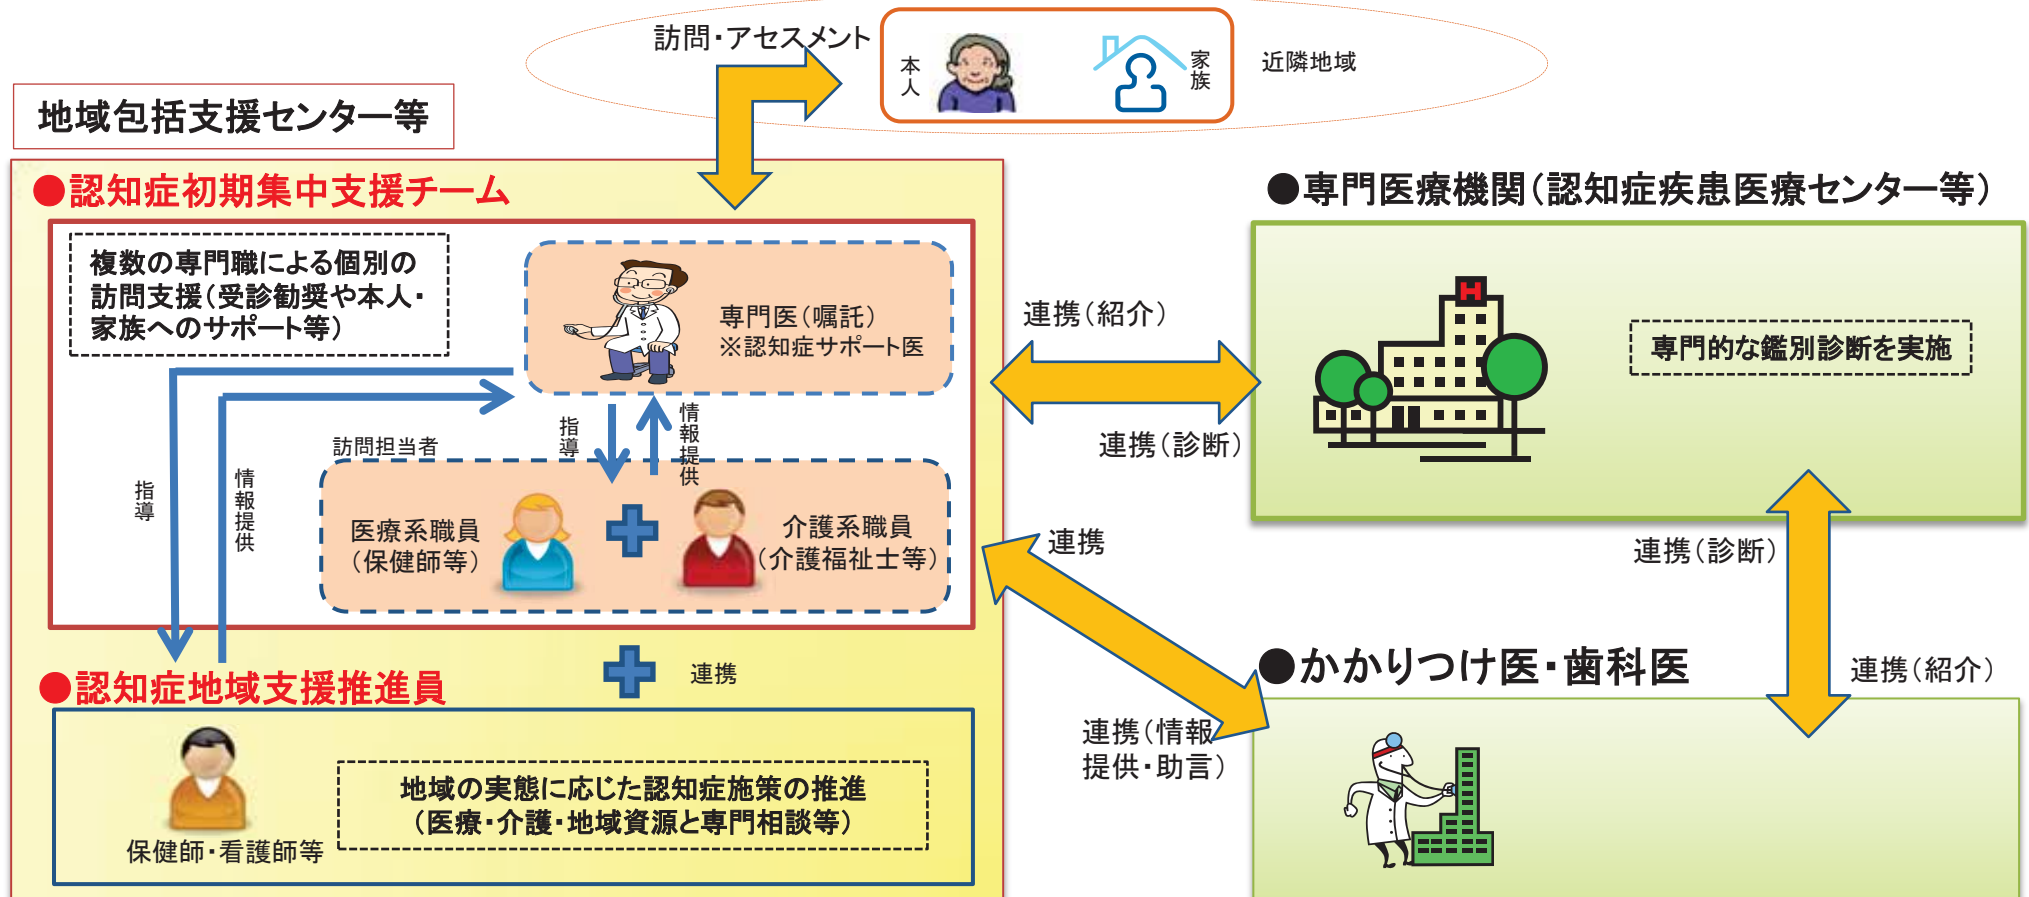 訪問・アセスメント
本人
家族
近隣地域
地域包括支援センター等
●認知症初期集中支援チーム
複数の専門職による個別の
訪問支援（受診勧奨や本人・
家族へのサポート等）
専門医（嘱託）
※認知症サポート医
指導
情報提供
訪問担当者
医療系職員
（保健師等）
介護系職員
（介護福祉士等）
指導
情報提供
連携
●認知症地域支援推進員
保健師・看護師等
地域の実態に応じた認知症施策の推進
（医療・介護・地域資源と専門相談等）
連携（紹介）
連携（診断）
連携
連携（情報
提供・助言）
●専門医療機関（認知症疾患医療センター等）
H
専門的な鑑別診断を実施
連携（診断）
連携（紹介）
●かかりつけ医・歯科医